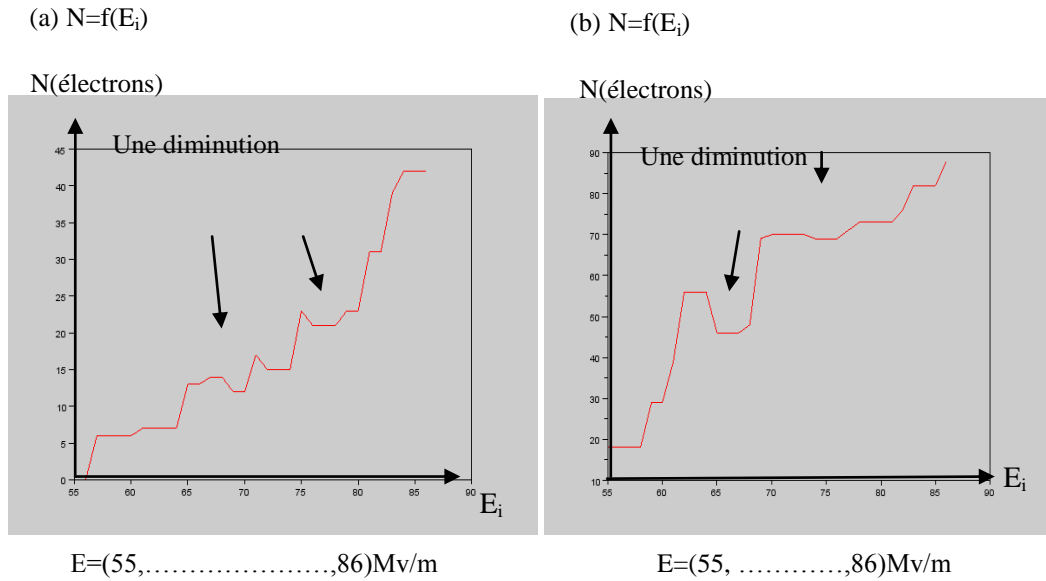 (a) N=f(Ei)
N(électrons)
Une diminution
45
40
35
30
25
20
15
10
5
0
55 60 65 70 75 80 85 90
Ei
E=(55,…………………,86)Mv/m
(b) N=f(Ei)
N(électrons)
Une diminution
90
80
70
60
50
40
30
20
10
55 60 65 70 75 80 85 90
Ei
E=(55, …………,86)Mv/m